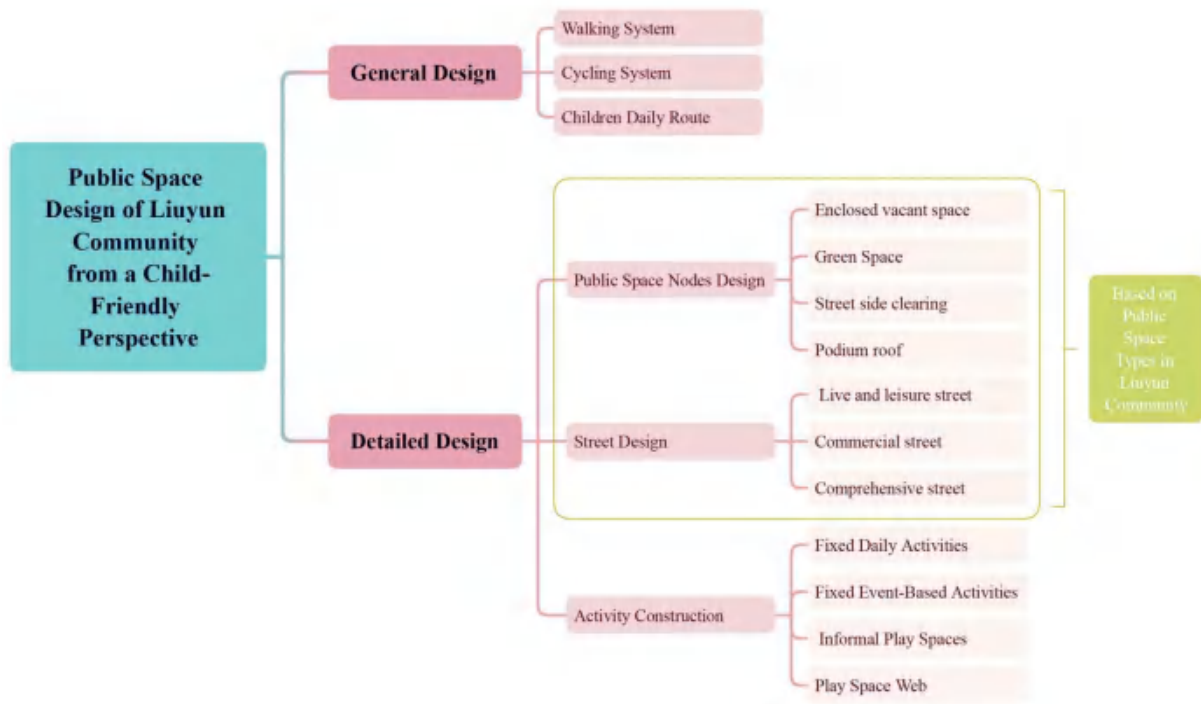 Public Space
Design of Liuyun
Community
from a Child-
Friendly
Perspective
General Design
Walking System
Cycling System
Children Daily Route
Detailed Design
Public Space Nodes Design
Enclosed vacant space
Green Space
Street side clearing
Podium roof
Street Design
Live and leisure street
Commercial street
Comprehensive street
Activity Construction
Fixed Daily Activities
Fixed Event-Based Activities
Informal Play Spaces
Play Space Web
Based on
Public
Space
Types in
Liuyun
Community